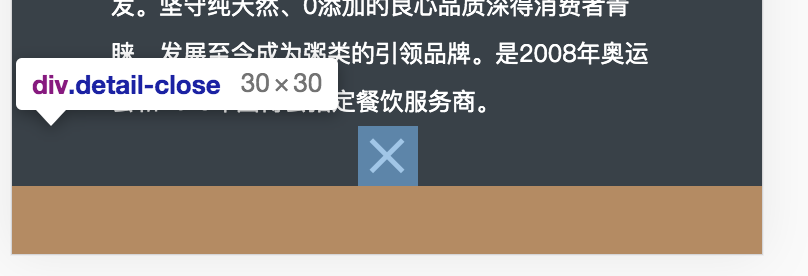 发。坚守纯天然、0添加的良心品质深得消费者青
睐。发展至今成为粥类的引领品牌。是2008年奥运
div.detail-close 30×30
定餐饮服务商。